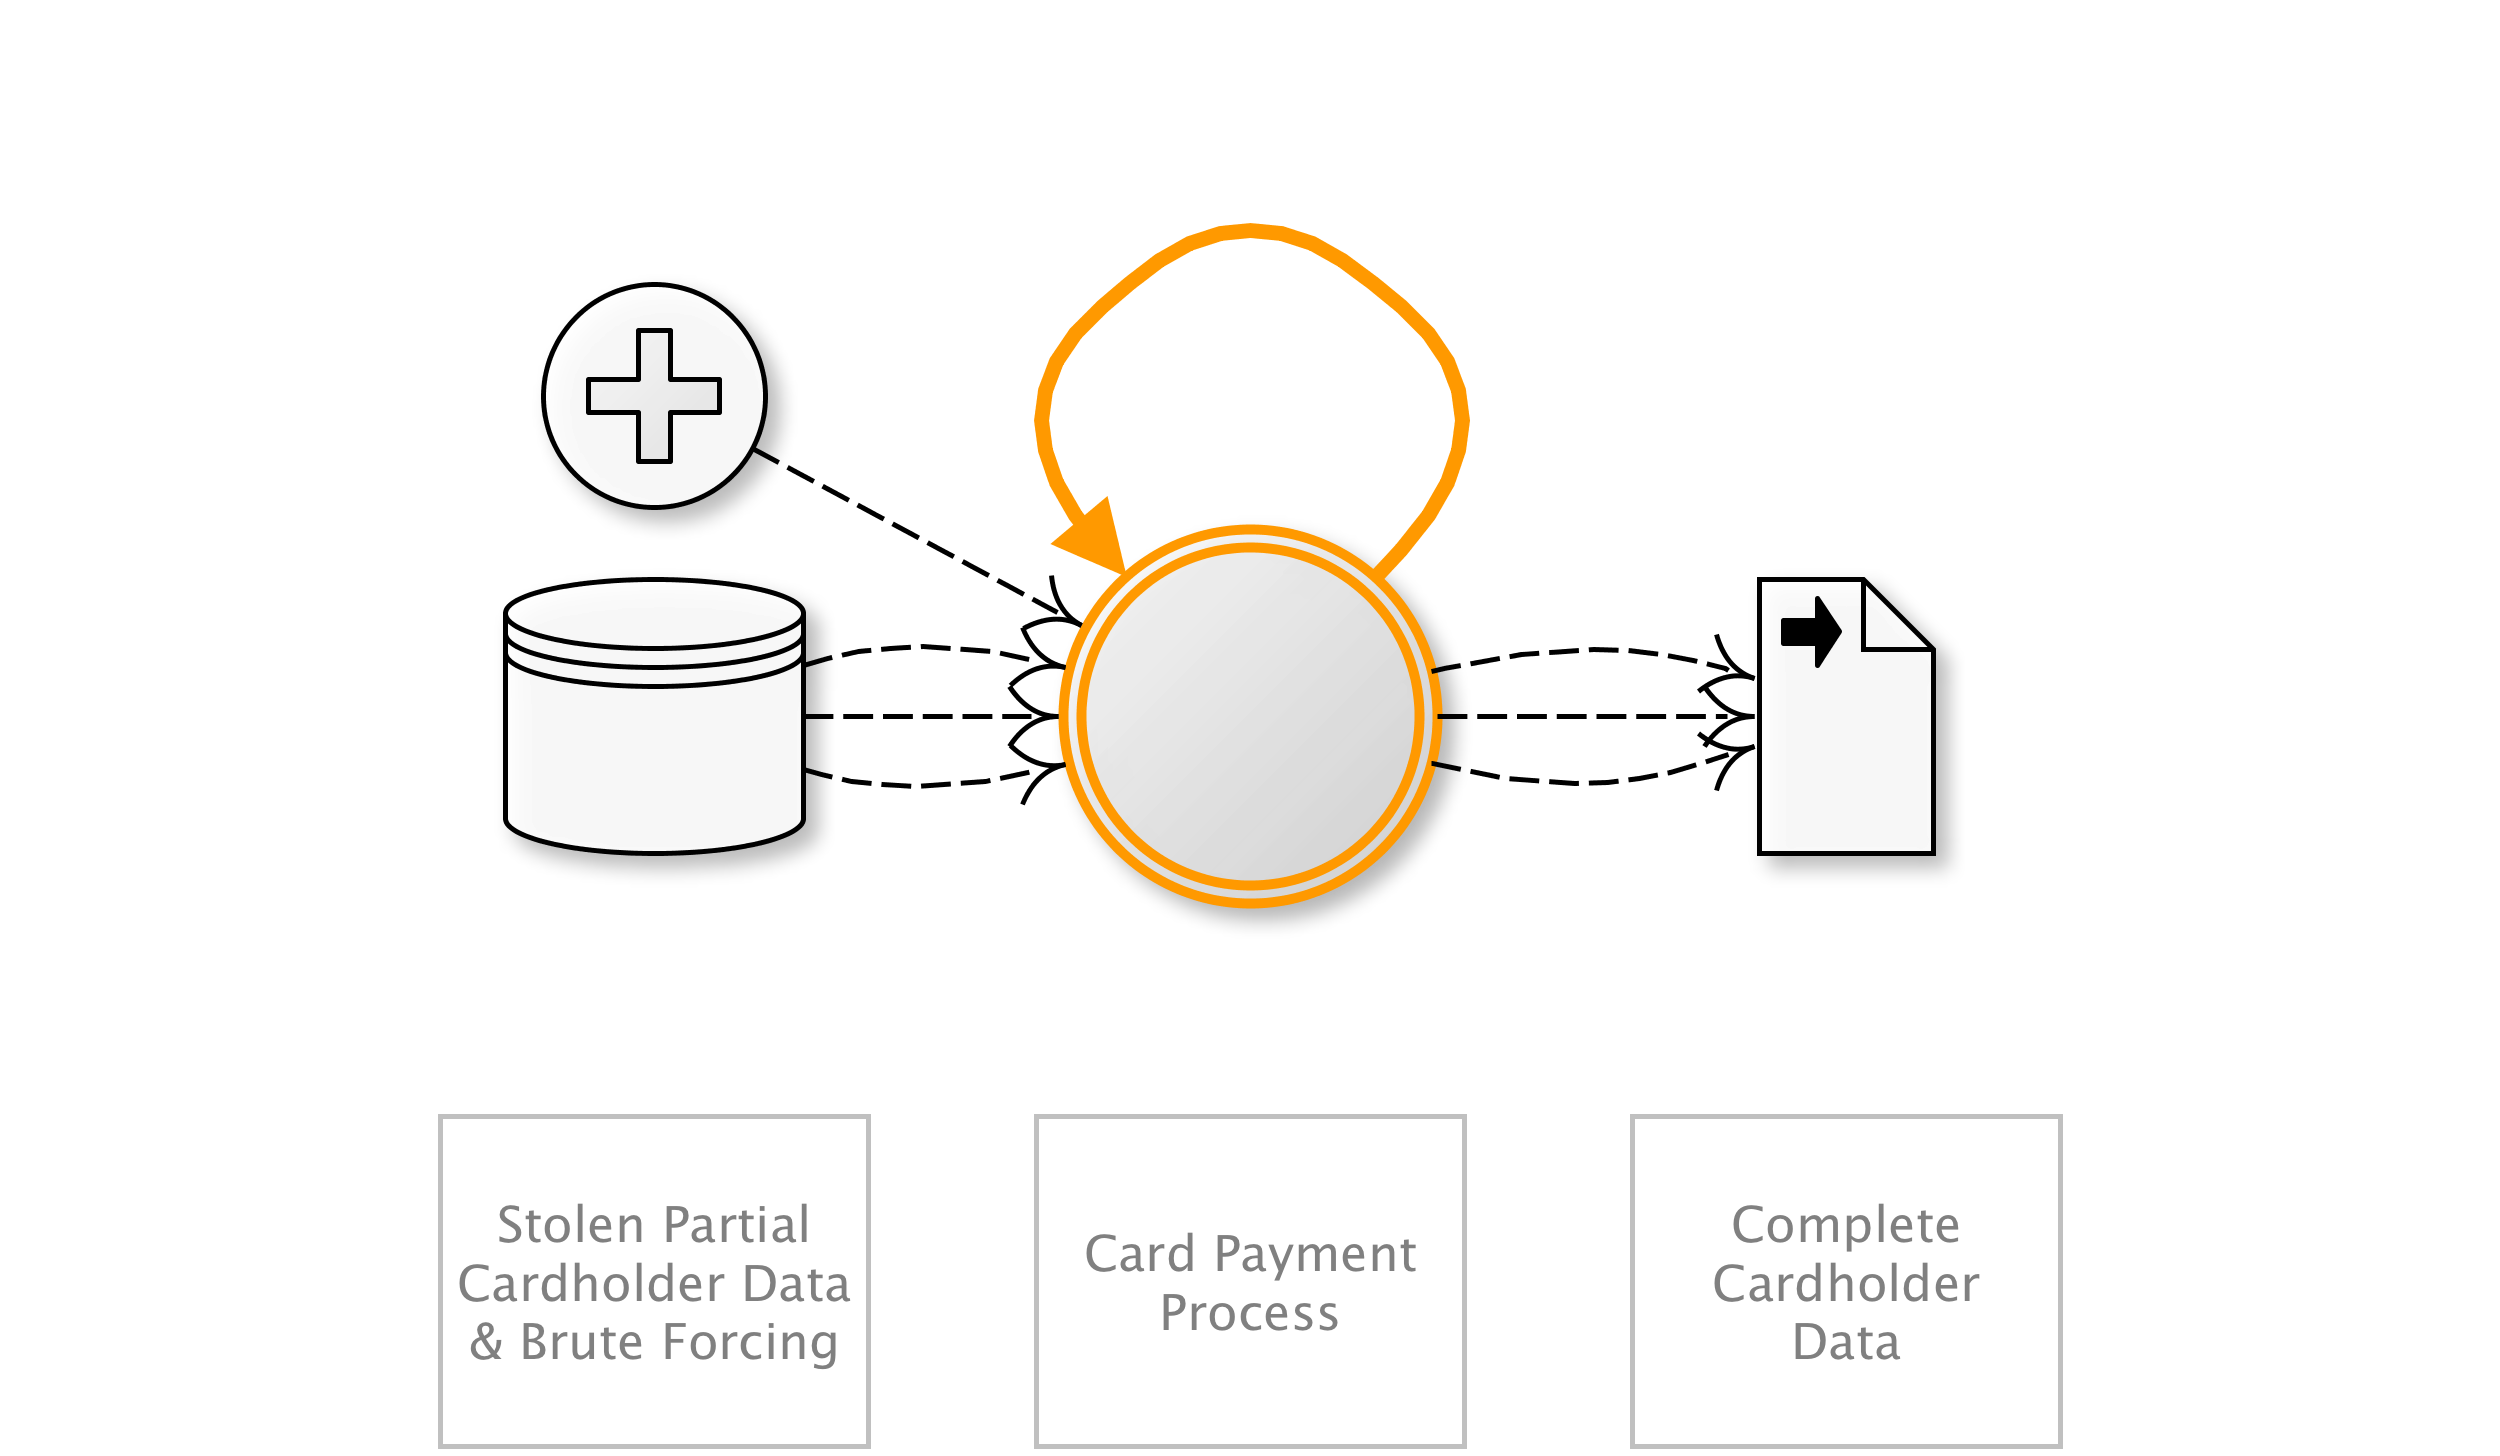 Stolen Partial
Cardholder Data
& Brute Forcing
Card Payment
Process
Complete
Cardholder
Data